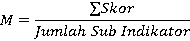 M = ∑Skor / Jumlah Sub Indikator